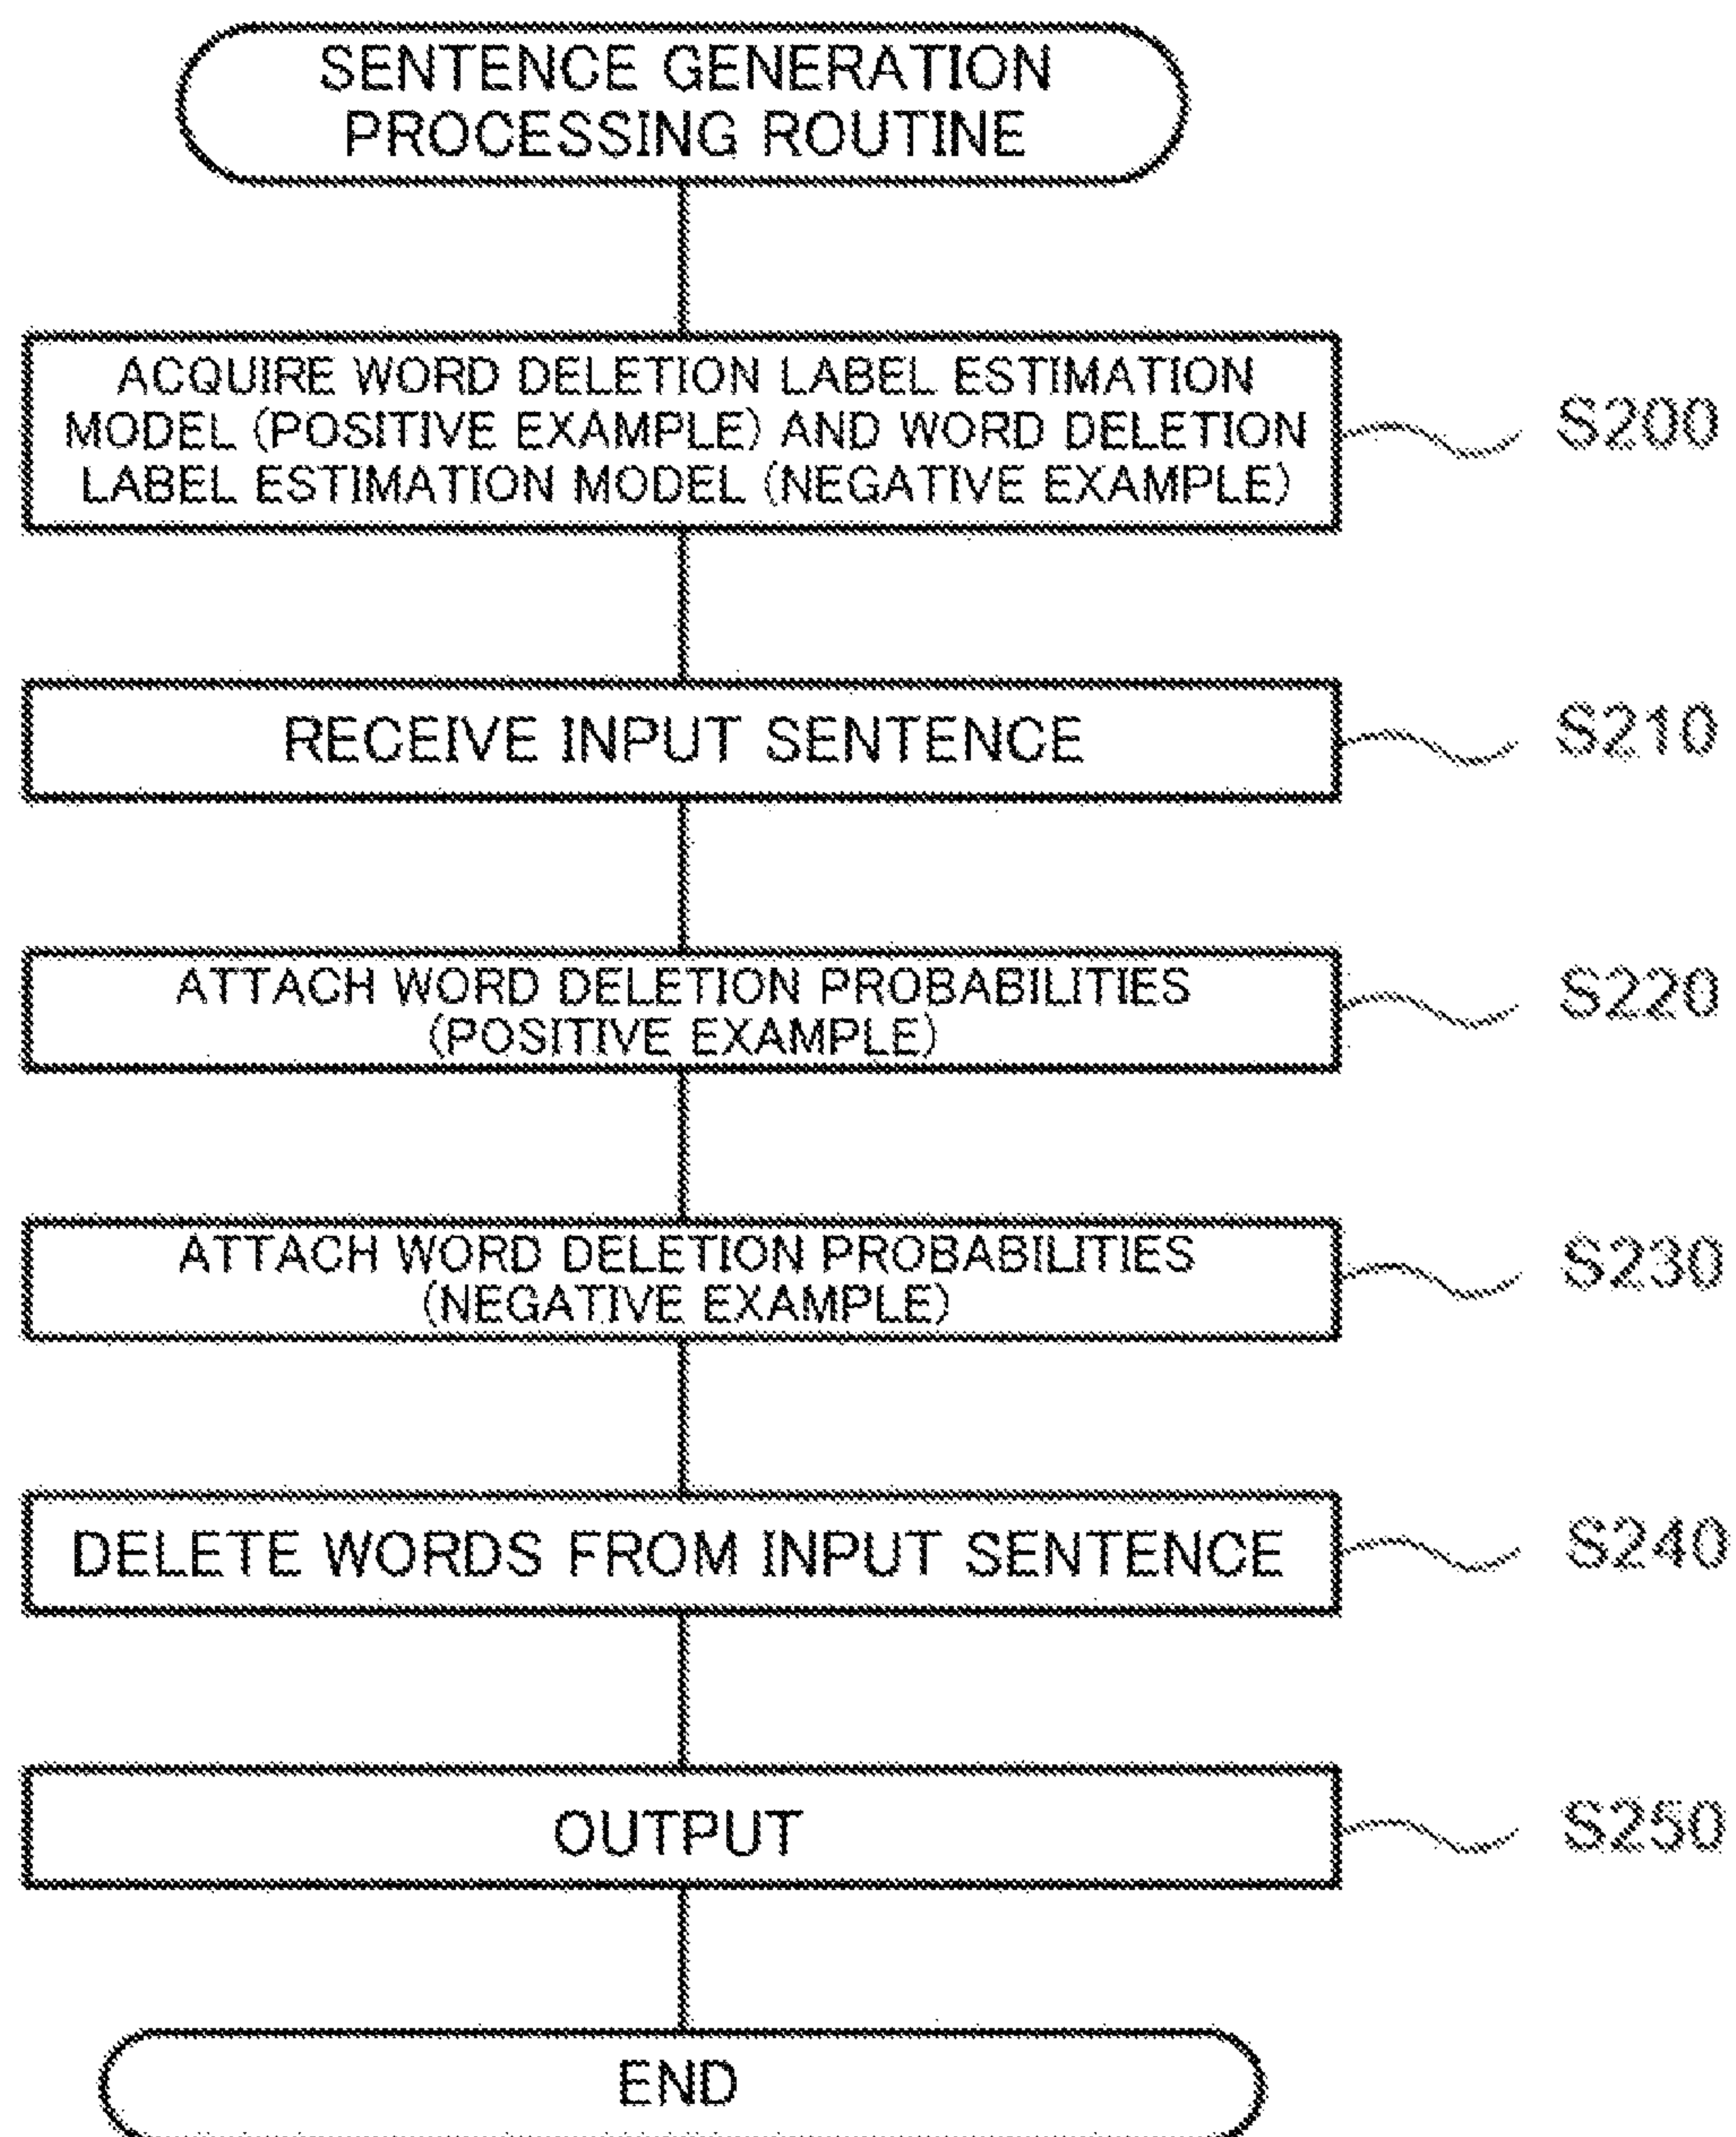 SENTENCE GENERATION
PROCESSING ROUTINE
ACQUIRE WORD DELETION LABEL ESTIMATION
MODEL (POSITIVE EXAMPLE) AND WORD DELETION
LABEL ESTIMATION MODEL (NEGATIVE EXAMPLE)
S200
RECEIVE INPUT SENTENCE
S210
ATTACH WORD DELETION PROBABILITIES
(POSITIVE EXAMPLE)
S220
ATTACH WORD DELETION PROBABILITIES
(NEGATIVE EXAMPLE)
S230
DELETE WORDS FROM INPUT SENTENCE
S240
OUTPUT
S250
END